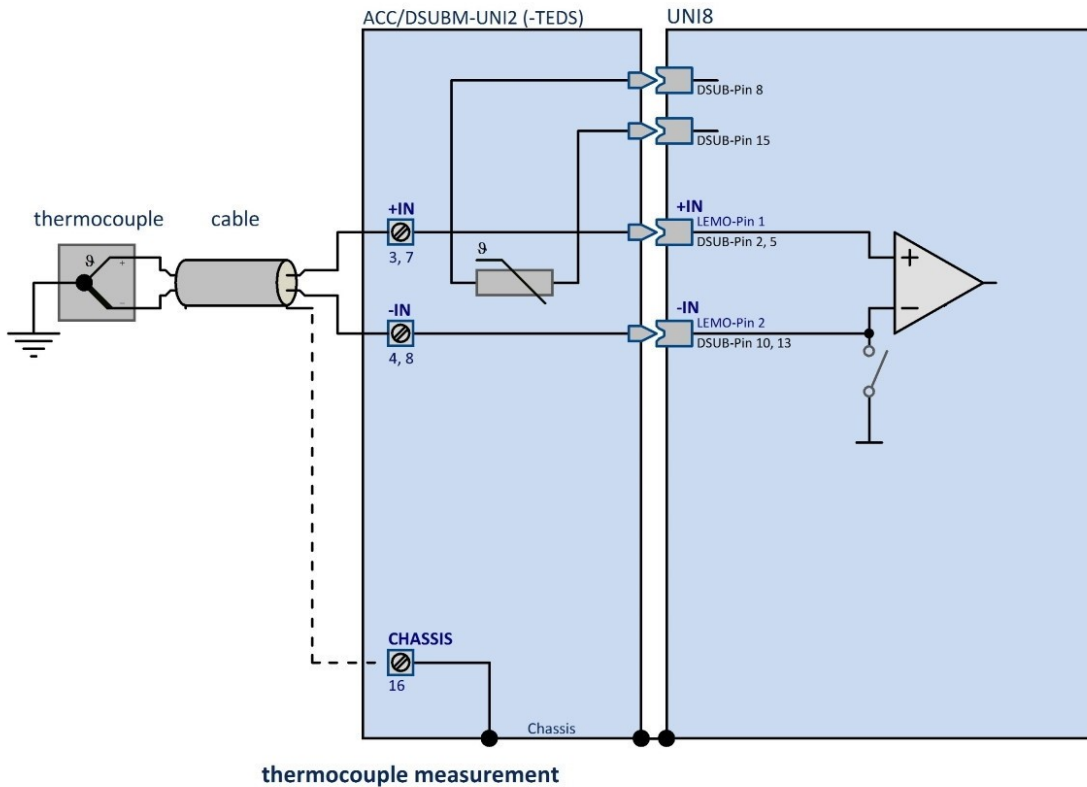 ACC/DSUBM-UNI2 (-TEDS)
UNI8
DSUB-Pin 8
DSUB-Pin 15
thermocouple
cable
+IN
3, 7
+IN
LEMO-Pin 1
DSUB-Pin 2, 5
ϑ
+
−
ϑ
+
−
-IN
4, 8
-IN
LEMO-Pin 2
DSUB-Pin 10, 13
CHASSIS
16
Chassis
thermocouple measurement